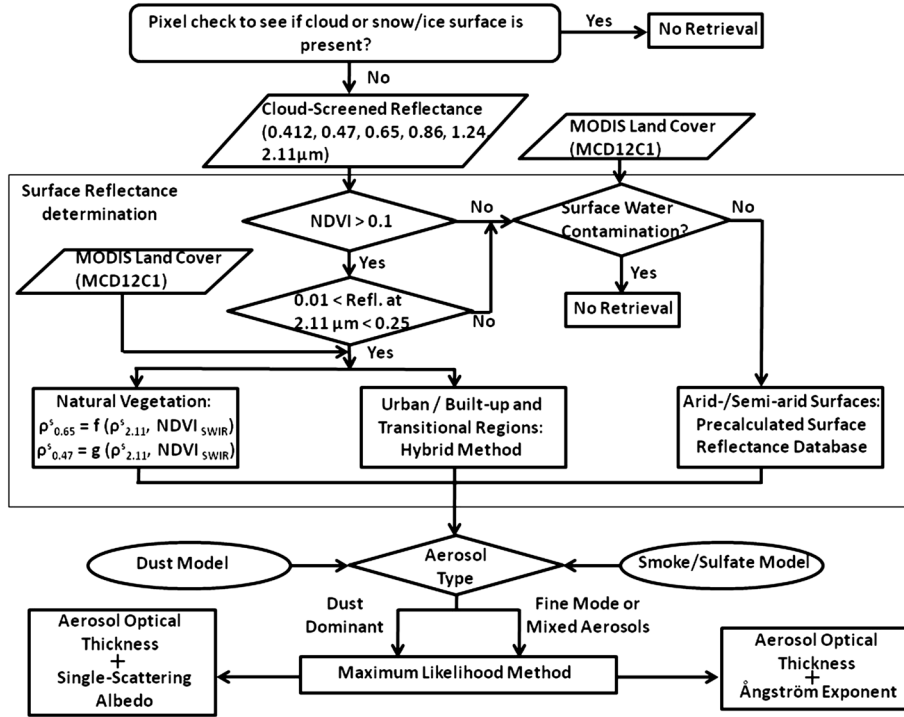 Pixel check to see if cloud or snow/ice surface is
present?
Yes
No Retrieval
No
Cloud-Screened Reflectance
(0.412, 0.47, 0.65, 0.86, 1.24,
2.11μm)
MODIS Land Cover
(MCD12C1)
Surface Reflectance
determination
NDVI > 0.1
No
Surface Water
Contamination?
No
Yes
Yes
MODIS Land Cover
(MCD12C1)
0.01 < Refl. at
2.11 μm < 0.25
No
No Retrieval
Yes
Natural Vegetation:
ρˢ₀.₆₅ = f (ρˢ₂.₁₁, NDVI SWIR)
ρˢ₀.₄₇ = g (ρˢ₂.₁₁, NDVI SWIR)
Urban / Built-up and
Transitional Regions:
Hybrid Method
Arid-/Semi-arid Surfaces:
Precalculated Surface
Reflectance Database
Dust Model
Aerosol
Type
Smoke/Sulfate Model
Dust
Dominant
Fine Mode or
Mixed Aerosols
Aerosol Optical
Thickness
+
Single-Scattering
Albedo
Maximum Likelihood Method
Aerosol Optical
Thickness
+
Ångström Exponent